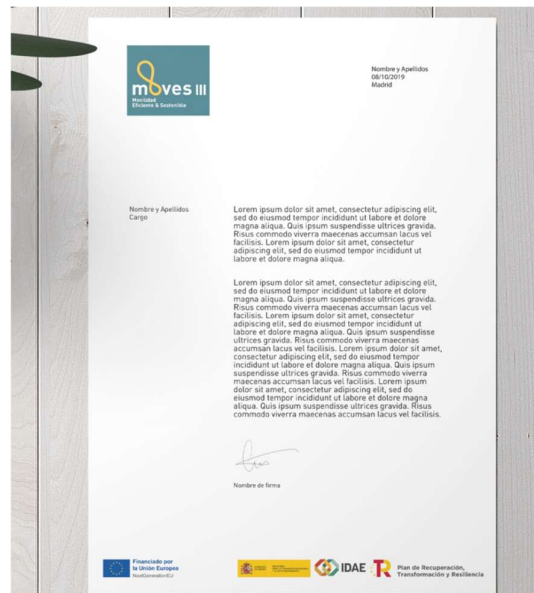 moves III
Movilidad
Eficiente & Sostenible
Nombre y Apellidos
08/10/2019
Madrid
Nombre y Apellidos
Cargo
Lorem ipsum dolor sit amet, consectetur adipiscing elit,
sed do eiusmod tempor incididunt ut labore et dolore
magna aliqua. Quis ipsum suspendisse ultrices gravida.
Risus commodo viverra maecenas accumsan lacus vel
facilisis. Lorem ipsum dolor sit amet, consectetur
adipiscing elit, sed do eiusmod tempor incididunt ut
labore et dolore magna aliqua.
Lorem ipsum dolor sit amet, consectetur adipiscing elit,
sed do eiusmod tempor incididunt ut labore et dolore
magna aliqua. Quis ipsum suspendisse ultrices gravida.
Risus commodo viverra maecenas accumsan lacus vel
facilisis. Lorem ipsum dolor sit amet, consectetur
adipiscing elit, sed do eiusmod tempor incididunt ut
labore et dolore magna aliqua. Quis ipsum suspendisse
ultrices gravida. Risus commodo viverra maecenas
accumsan lacus vel facilisis. Lorem ipsum dolor sit amet,
consectetur adipiscing elit, sed do eiusmod tempor
incididunt ut labore et dolore magna aliqua. Quis ipsum
suspendisse ultrices gravida. Risus commodo viverra
maecenas accumsan lacus vel facilisis. Lorem ipsum
dolor sit amet, consectetur adipiscing elit, sed do
eiusmod tempor incididunt ut labore et dolore magna
aliqua. Quis ipsum suspendisse ultrices gravida. Risus
commodo viverra maecenas accumsan lacus vel facilisis.
Nombre de firma
Financiado por
la Unión Europea
NextGenerationEU
IDAE
Plan de Recuperación,
Transformación y Resiliencia